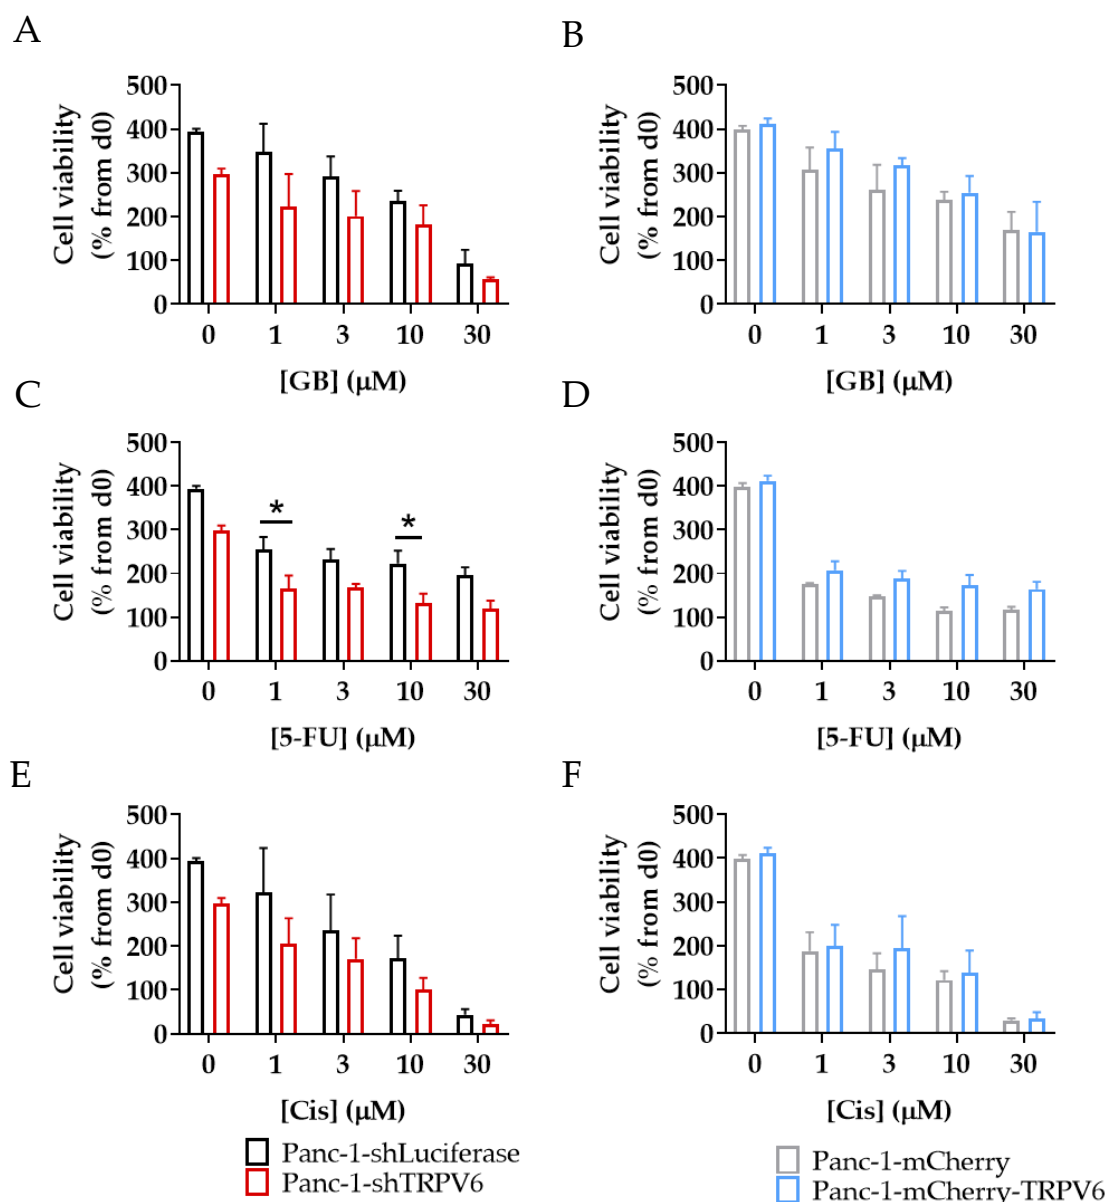 A
Cell viability
(% from d0)
500
400
300
200
100
0
0 1 3 10 30
[GB] (μM)
B
Cell viability
(% from d0)
500
400
300
200
100
0
0 1 3 10 30
[GB] (μM)
C
Cell viability
(% from d0)
500
400
300
200
100
0
* *
0 1 3 10 30
[5-FU] (μM)
D
Cell viability
(% from d0)
500
400
300
200
100
0
0 1 3 10 30
[5-FU] (μM)
E
Cell viability
(% from d0)
500
400
300
200
100
0
0 1 3 10 30
[Cis] (μM)
Panc-1-shLuciferase
Panc-1-shTRPV6
F
Cell viability
(% from d0)
500
400
300
200
100
0
0 1 3 10 30
[Cis] (μM)
Panc-1-mCherry
Panc-1-mCherry-TRPV6